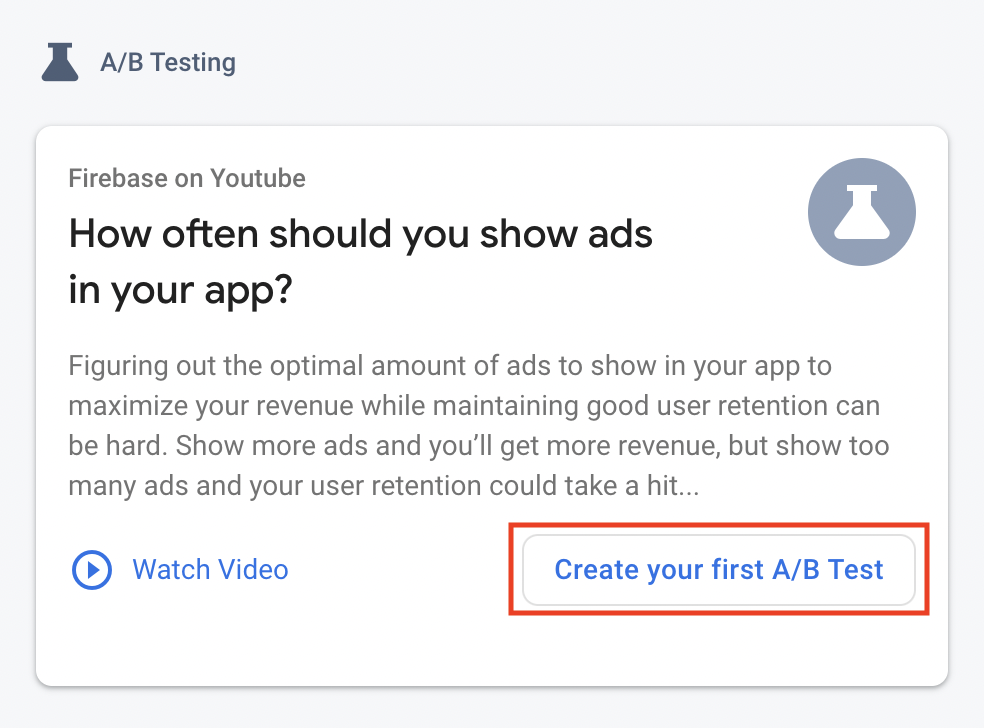 A/B Testing
Firebase on Youtube
How often should you show ads
in your app?
Figuring out the optimal amount of ads to show in your app to
maximize your revenue while maintaining good user retention can
be hard. Show more ads and you’ll get more revenue, but show too
many ads and your user retention could take a hit...
Watch Video
Create your first A/B Test